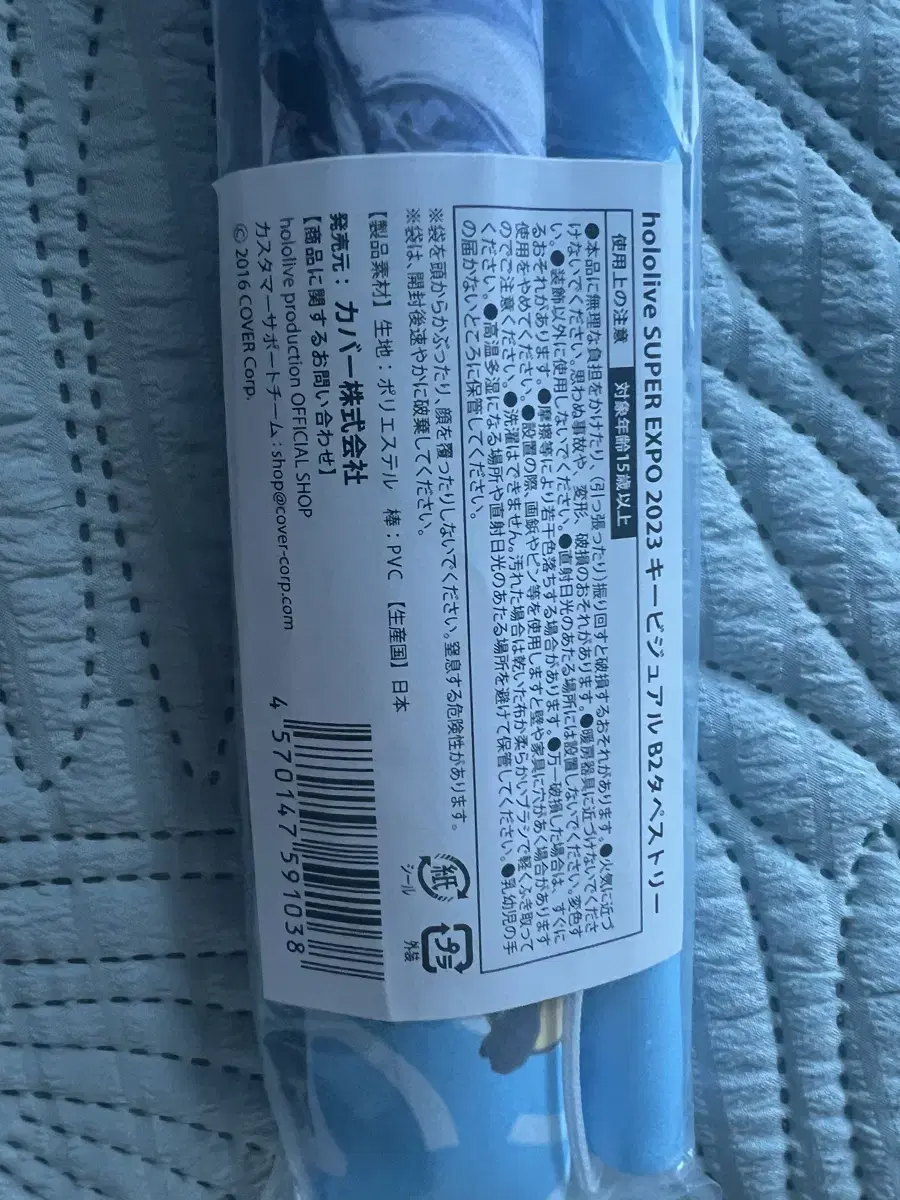 hololive SUPER EXPO 2023 キービジュアル B2タペストリー
使用上の注意 対象年齢15歳以上
●本品に無理な負担をかけたり、(引っ張ったり)振り回すと破損するおそれがあります。●火気に近づ
けないでください。思わぬ事故や、変形、破損のおそれがあります。●暖房器具に近づけないでくださ
い。●装飾以外に使用しないでください。●直射日光のあたる場所には設置しないでください。変色す
るおそれがあります。●摩擦等により若干色落ちする場合があります。●万一破損した場合は、すぐに
使用をやめてください。●設置の際、画鋲やピン等を使用しますと壁や家具に穴があく場合があります
のでご注意ください。●洗濯はできません。汚れた場合は乾いた布か柔らかいブラシで軽くふき取って
ください。●高温多湿になる場所や直射日光のあたる場所を避けて保管してください。●乳幼児の手
の届かないところに保管してください。
※袋を頭からかぶったり、顔を覆ったりしないでください。窒息する危険性があります。
※袋は、開封後速やかに破棄してください。
【製品素材】生地：ポリエステル 棒：PVC 【生産国】日本
発売元：カバー株式会社
【商品に関するお問い合わせ】
hololive production OFFICIAL SHOP
カスタマーサポートチーム：shop@cover-corp.com
© 2016 COVER Corp.
紙
シール
プラ
外装
4 570147 591038